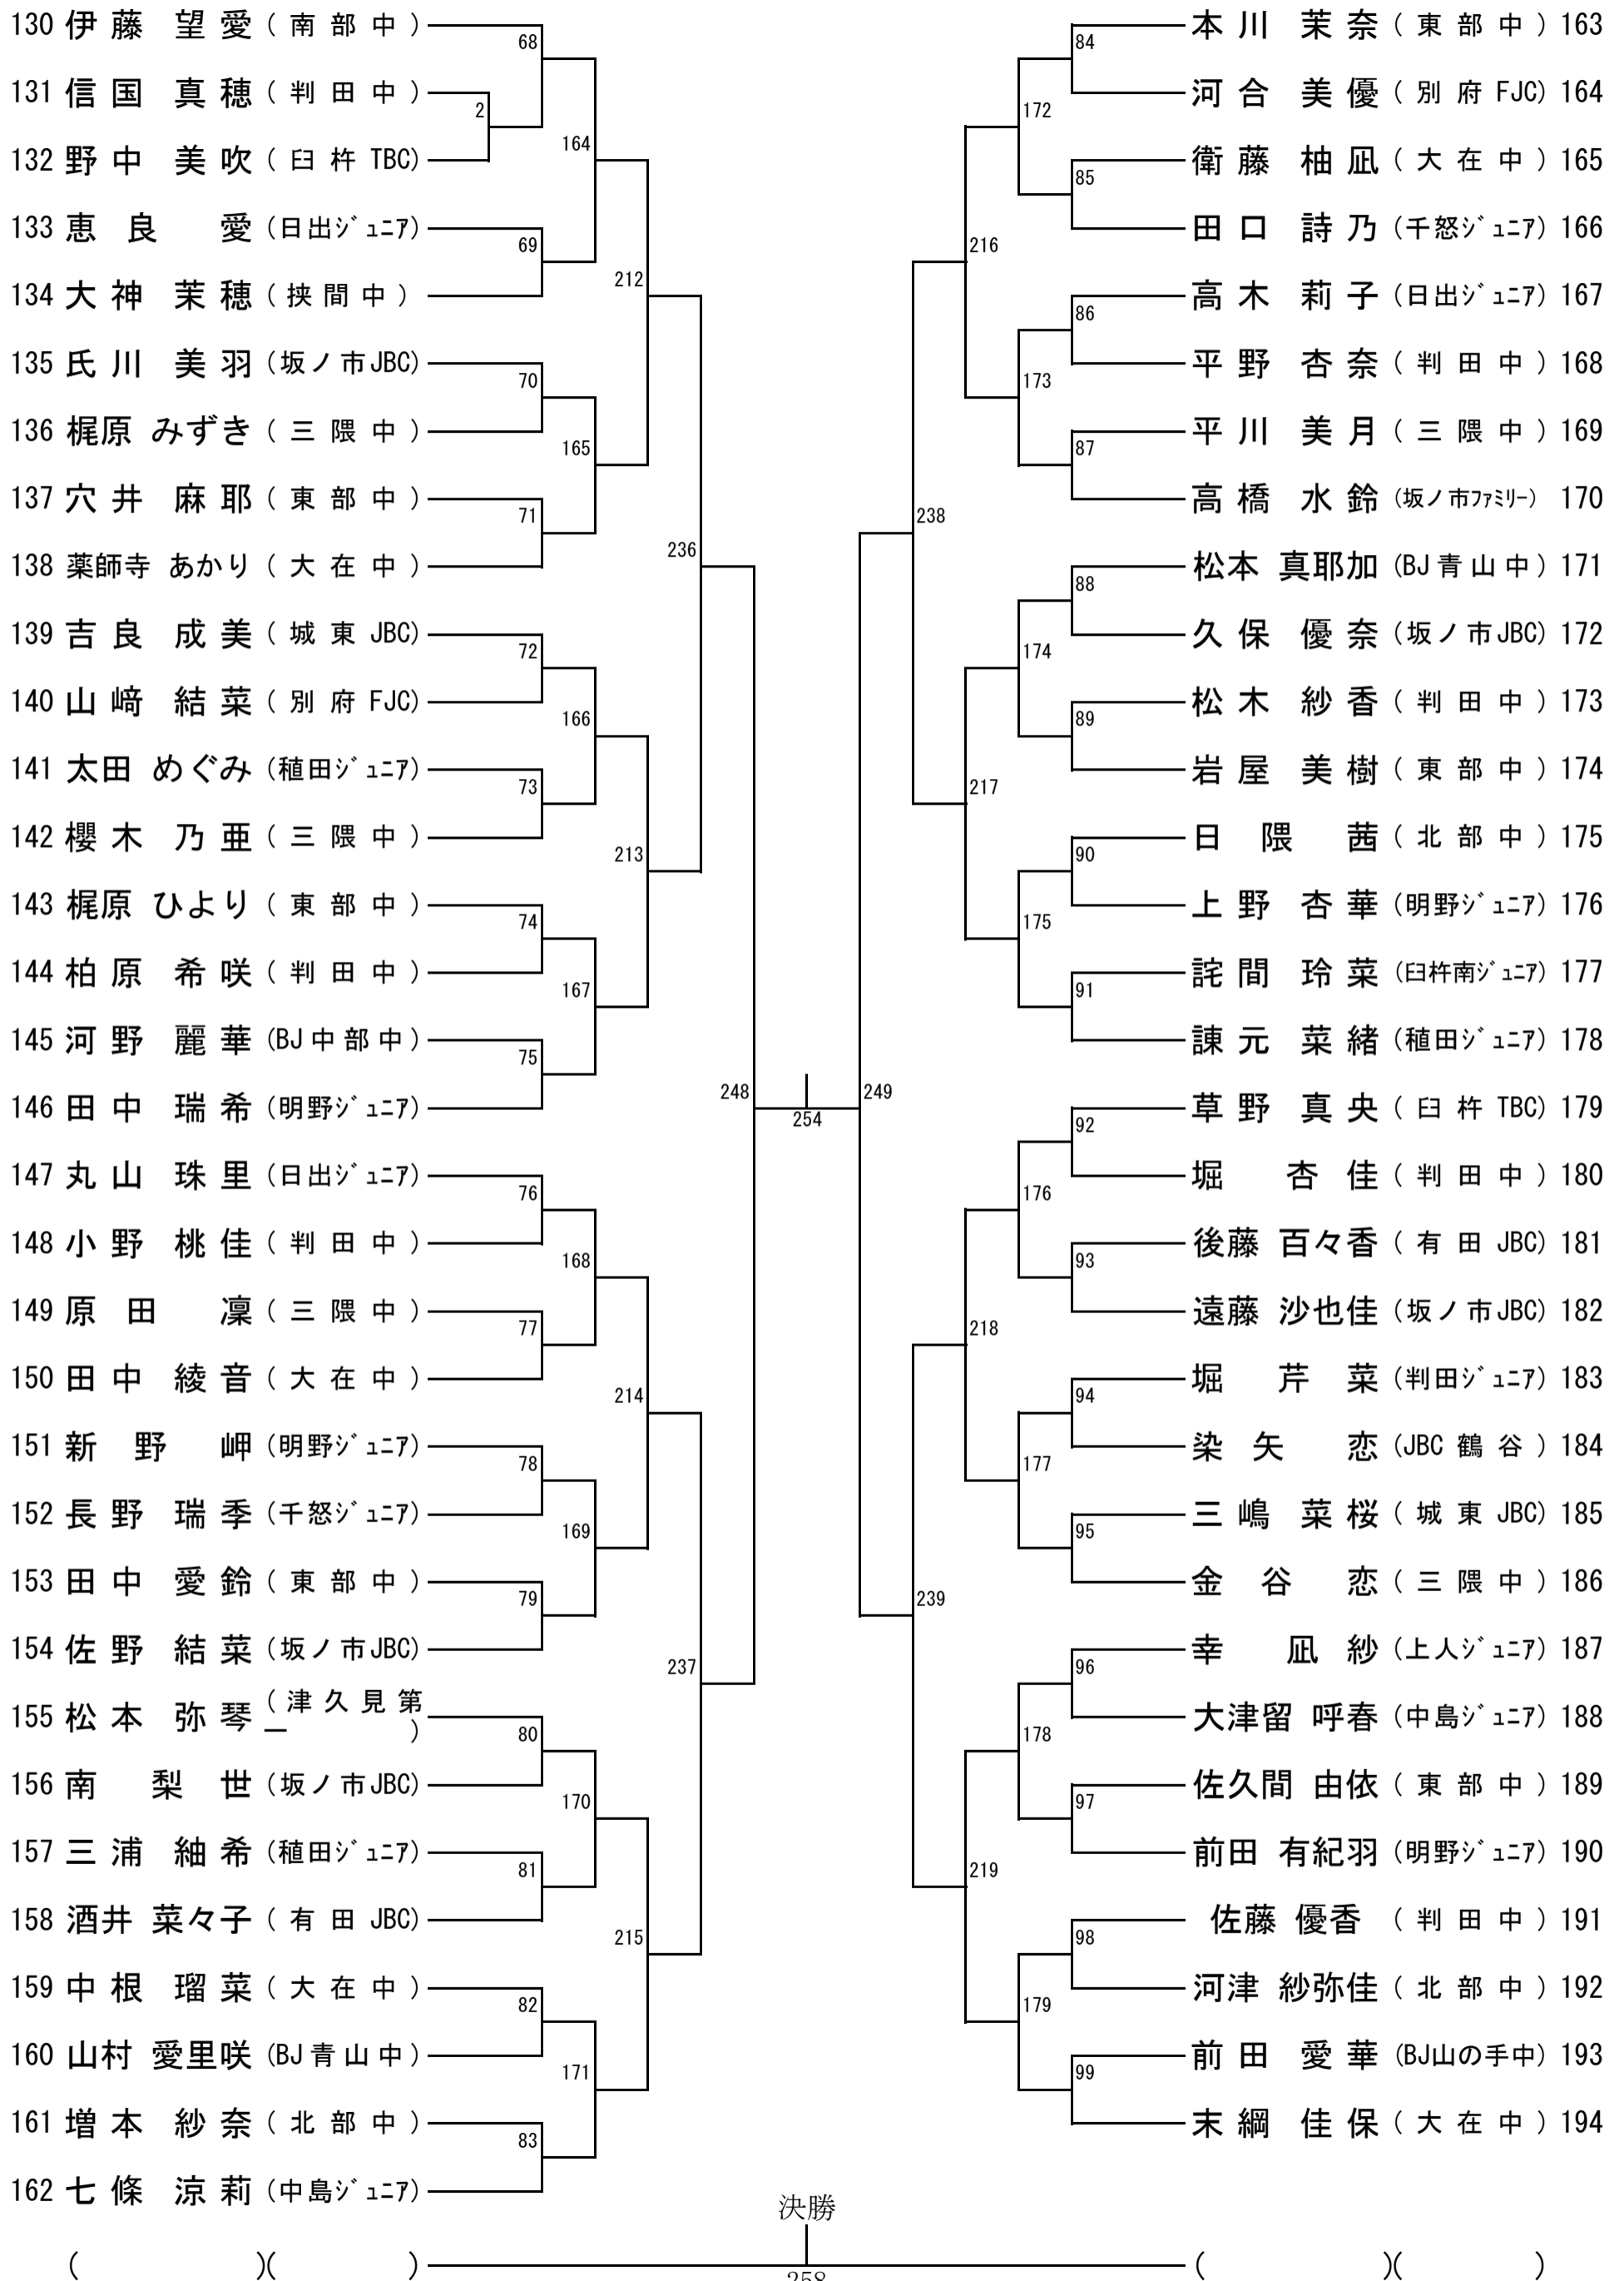 130 伊藤 望愛 (南部中)
131 信国 真穂 (判田中)
132 野中 美吹 (臼杵TBC)
133 恵良 愛 (日出ジュニア)
134 大神 茉穂 (挟間中)
135 氏川 美羽 (坂ノ市JBC)
136 梶原 みずき (三隈中)
137 穴井 麻耶 (東部中)
138 薬師寺 あかり (大在中)
139 吉良 成美 (城東JBC)
140 山﨑 結菜 (別府FJC)
141 太田 めぐみ (稙田ジュニア)
142 櫻木 乃亜 (三隈中)
143 梶原 ひより (東部中)
144 柏原 希咲 (判田中)
145 河野 麗華 (BJ中部中)
146 田中 瑞希 (明野ジュニア)
147 丸山 珠里 (日出ジュニア)
148 小野 桃佳 (判田中)
149 原田 凜 (三隈中)
150 田中 綾音 (大在中)
151 新野 岬 (明野ジュニア)
152 長野 瑞季 (千怒ジュニア)
153 田中 愛鈴 (東部中)
154 佐野 結菜 (坂ノ市JBC)
155 松本 弥琴 (津久見第
一)
156 南 梨世 (坂ノ市JBC)
157 三浦 紬希 (稙田ジュニア)
158 酒井 菜々子 (有田JBC)
159 中根 瑠菜 (大在中)
160 山村 愛里咲 (BJ青山中)
161 増本 紗奈 (北部中)
162 七條 涼莉 (中島ジュニア)
68
2
69
70
71
72
73
74
75
76
77
78
79
80
81
82
83
164
165
166
167
168
169
170
171
212
213
214
215
236
237
248
254
249
238
239
216
217
218
219
172
173
174
175
176
177
178
179
84
85
86
87
88
89
90
91
92
93
94
95
96
97
98
99
本川 茉奈 (東部中) 163
河合 美優 (別府FJC) 164
衛藤 柚凪 (大在中) 165
田口 詩乃 (千怒ジュニア) 166
高木 莉子 (日出ジュニア) 167
平野 杏奈 (判田中) 168
平川 美月 (三隈中) 169
高橋 水鈴 (坂ノ市ファミリー) 170
松本 真耶加 (BJ青山中) 171
久保 優奈 (坂ノ市JBC) 172
松木 紗香 (判田中) 173
岩屋 美樹 (東部中) 174
日隈 茜 (北部中) 175
上野 杏華 (明野ジュニア) 176
詫間 玲菜 (臼杵南ジュニア) 177
諌元 菜緒 (稙田ジュニア) 178
草野 真央 (臼杵TBC) 179
堀 杏佳 (判田中) 180
後藤 百々香 (有田JBC) 181
遠藤 沙也佳 (坂ノ市JBC) 182
堀 芹菜 (判田ジュニア) 183
染矢 恋 (JBC鶴谷) 184
三嶋 菜桜 (城東JBC) 185
金谷 恋 (三隈中) 186
幸 凪紗 (上人ジュニア) 187
大津留 呼春 (中島ジュニア) 188
佐久間 由依 (東部中) 189
前田 有紀羽 (明野ジュニア) 190
佐藤 優香 (判田中) 191
河津 紗弥佳 (北部中) 192
前田 愛華 (BJ山の手中) 193
末綱 佳保 (大在中) 194
決勝
( )( ) ( )( )
258